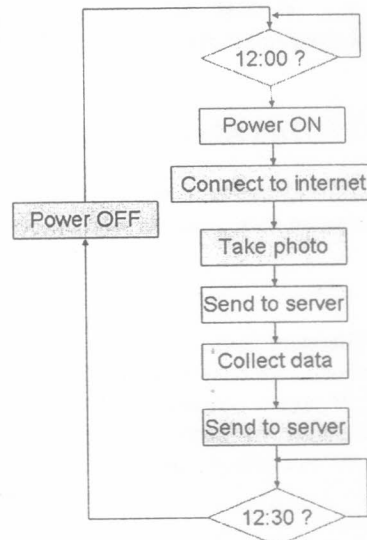 12:00 ?
Power ON
Connect to internet
Power OFF
Take photo
Send to server
Collect data
Send to server
12:30 ?